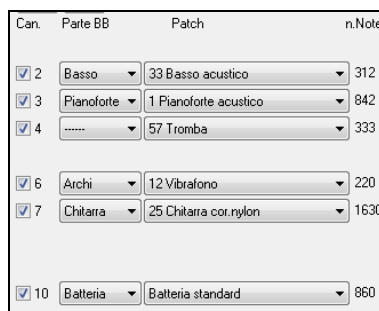 Can. Parte BB Patch n.Note
2 Basso 33 Basso acustico 312
3 Pianoforte 1 Pianoforte acustico 842
4 ------ 57 Tromba 333
6 Archi 12 Vibrafono 220
7 Chitarra 25 Chitarra cor.nylon 1630
10 Batteria Batteria standard 860